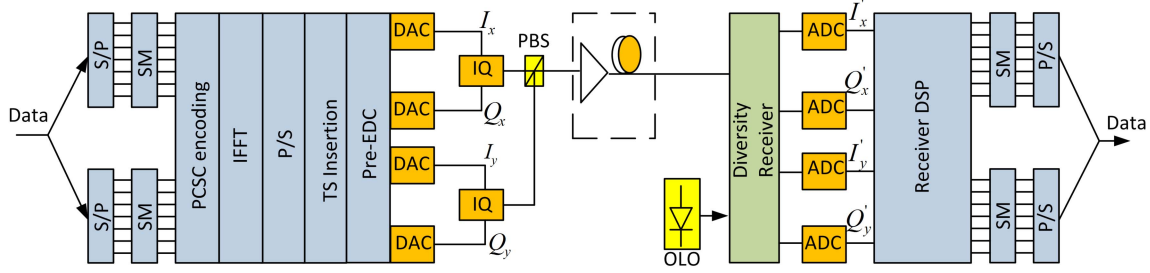 Data
S/P
SM
S/P
SM
PCSC encoding
IFFT
P/S
TS Insertion
Pre-EDC
DAC
DAC
DAC
DAC
I_x
Q_x
I_y
Q_y
IQ
IQ
PBS
OLO
Diversity
Receiver
ADC
ADC
ADC
ADC
I'_x
Q'_x
I'_y
Q'_y
Receiver DSP
SM
P/S
SM
P/S
Data